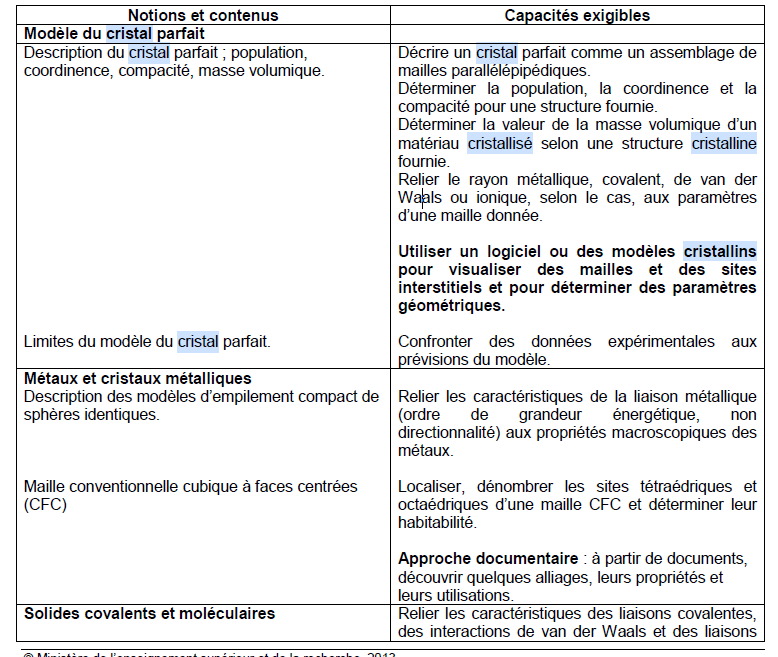 Notions et contenus
Capacités exigibles
Modèle du cristal parfait
Description du cristal parfait ; population,
coordinence, compacité, masse volumique.
Décrire un cristal parfait comme un assemblage de
mailles parallélépipédiques.
Déterminer la population, la coordinence et la
compacité pour une structure fournie.
Déterminer la valeur de la masse volumique d'un
matériau cristallisé selon une structure cristalline
fournie.
Relier le rayon métallique, covalent, de van der
Waals ou ionique, selon le cas, aux paramètres
d'une maille donnée.
Utiliser un logiciel ou des modèles cristallins
pour visualiser des mailles et des sites
interstitiels et pour déterminer des paramètres
géométriques.
Limites du modèle du cristal parfait.
Confronter des données expérimentales aux
prévisions du modèle.
Métaux et cristaux métalliques
Description des modèles d'empilement compact de
sphères identiques.
Relier les caractéristiques de la liaison métallique
(ordre de grandeur énergétique, non
directionnalité) aux propriétés macroscopiques des
métaux.
Maille conventionnelle cubique à faces centrées
(CFC)
Localiser, dénombrer les sites tétraédriques et
octaédriques d'une maille CFC et déterminer leur
habitabilité.
Approche documentaire : à partir de documents,
découvrir quelques alliages, leurs propriétés et
leurs utilisations.
Solides covalents et moléculaires
Relier les caractéristiques des liaisons covalentes,
des interactions de van der Waals et des liaisons
© Ministère de l'enseignement supérieur et de la recherche, 2013